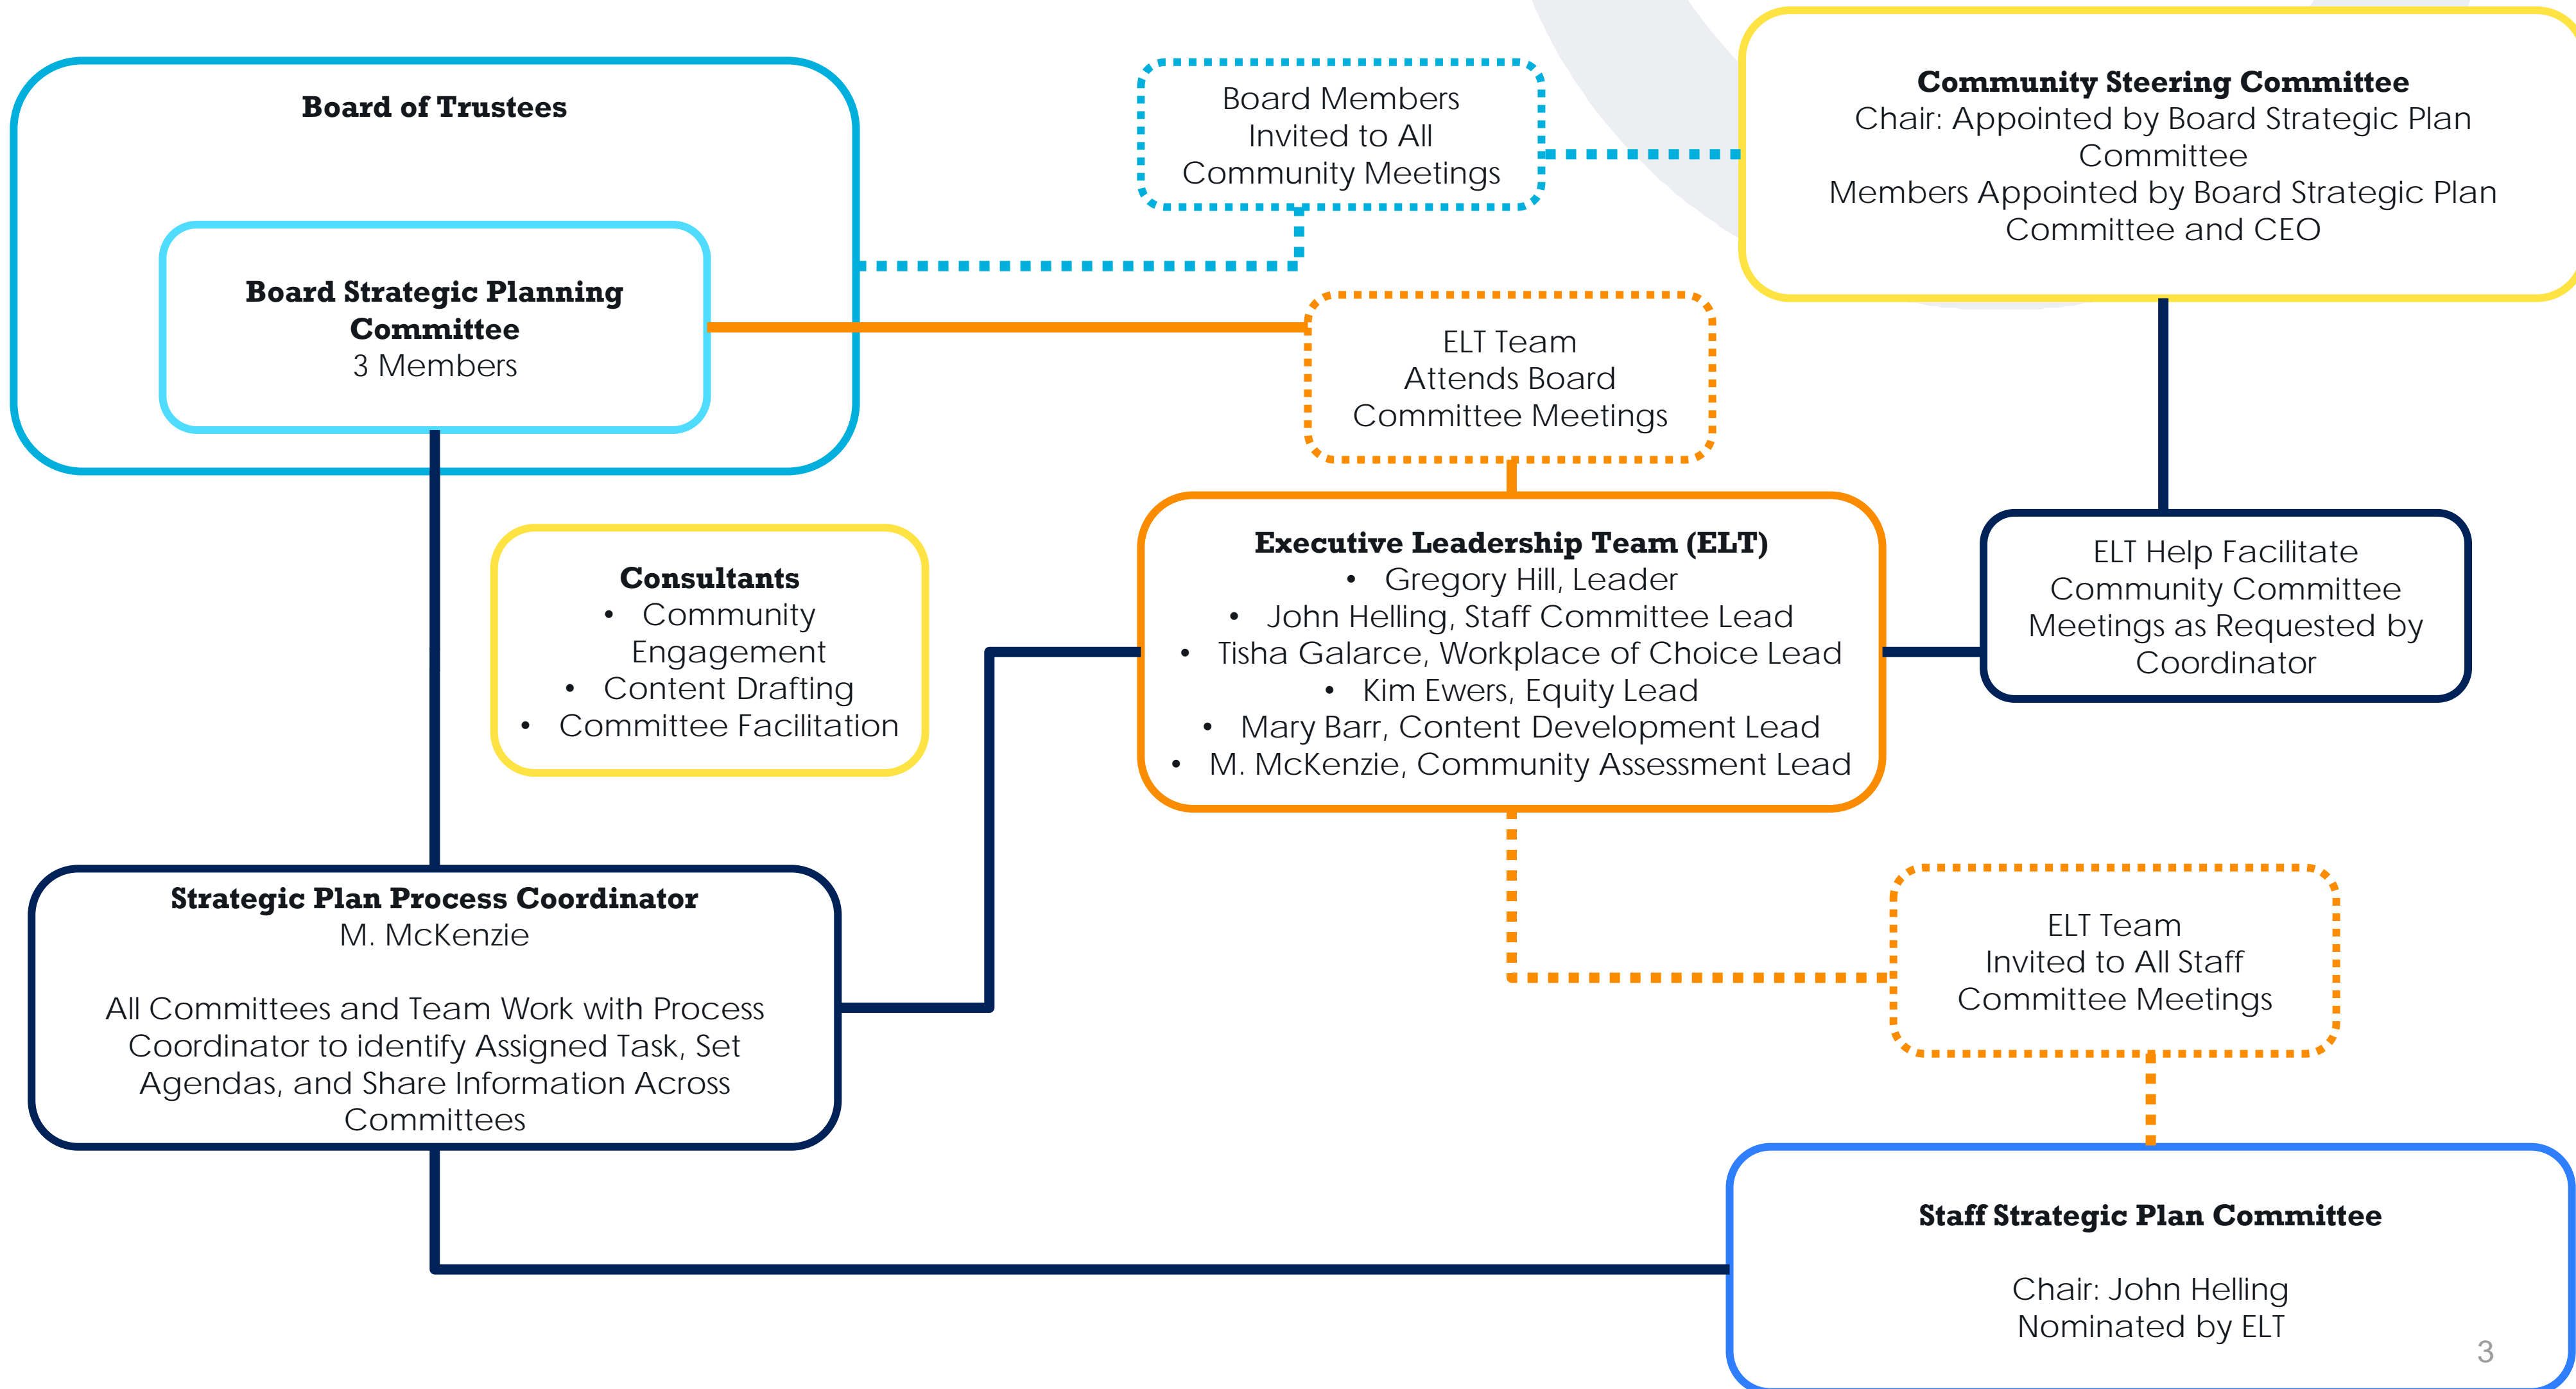 Board of Trustees
Board Strategic Planning
Committee
3 Members
Board Members
Invited to All
Community Meetings
Community Steering Committee
Chair: Appointed by Board Strategic Plan
Committee
Members Appointed by Board Strategic Plan
Committee and CEO
ELT Team
Attends Board
Committee Meetings
Consultants
• Community
Engagement
• Content Drafting
• Committee Facilitation
Executive Leadership Team (ELT)
• Gregory Hill, Leader
• John Helling, Staff Committee Lead
• Tisha Galarce, Workplace of Choice Lead
• Kim Ewers, Equity Lead
• Mary Barr, Content Development Lead
• M. McKenzie, Community Assessment Lead
ELT Help Facilitate
Community Committee
Meetings as Requested by
Coordinator
Strategic Plan Process Coordinator
M. McKenzie
All Committees and Team Work with Process
Coordinator to identify Assigned Task, Set
Agendas, and Share Information Across
Committees
ELT Team
Invited to All Staff
Committee Meetings
Staff Strategic Plan Committee
Chair: John Helling
Nominated by ELT
3